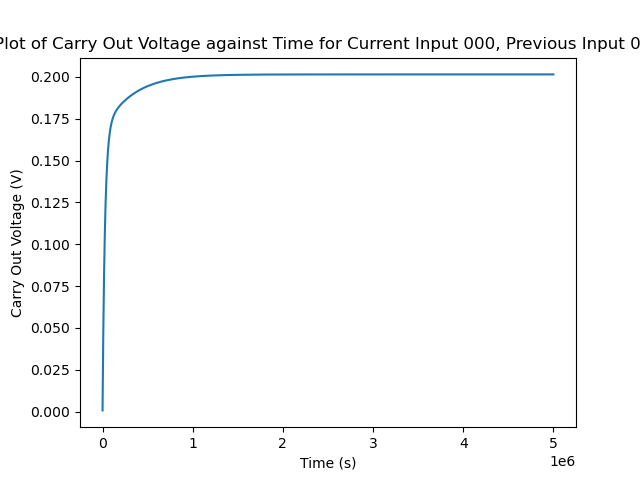 Plot of Carry Out Voltage against Time for Current Input 000, Previous Input 0
0.200
0.175
0.150
0.125
0.100
0.075
0.050
0.025
0.000
Carry Out Voltage (V)
0 1 2 3 4 5
1e6
Time (s)